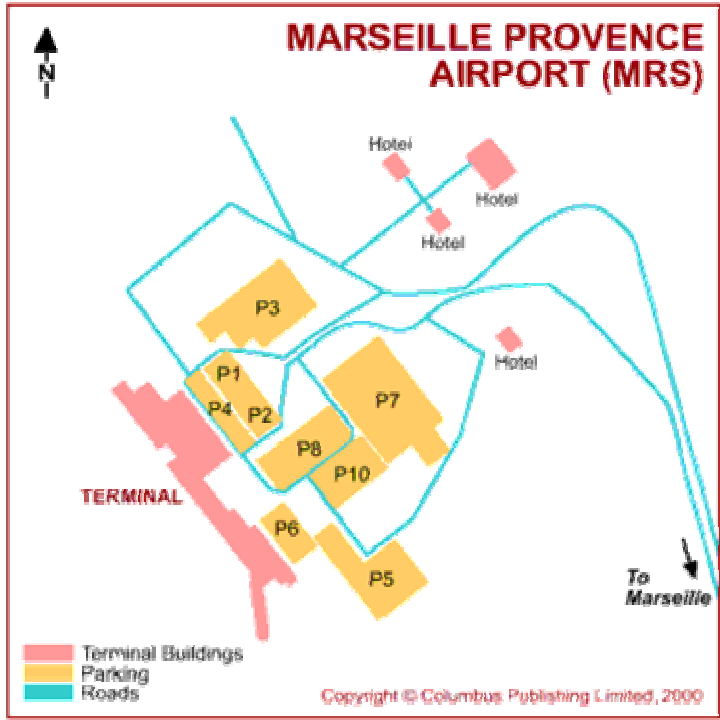 MARSEILLE PROVENCE
AIRPORT (MRS)
N
Hotel
Hotel
Hotel
P3
Hotel
P1
P4
P2
P7
P8
P10
TERMINAL
P6
P5
To
Marseille
Terminal Buildings
Parking
Roads
Copyright © Columbus Publishing Limited, 2000